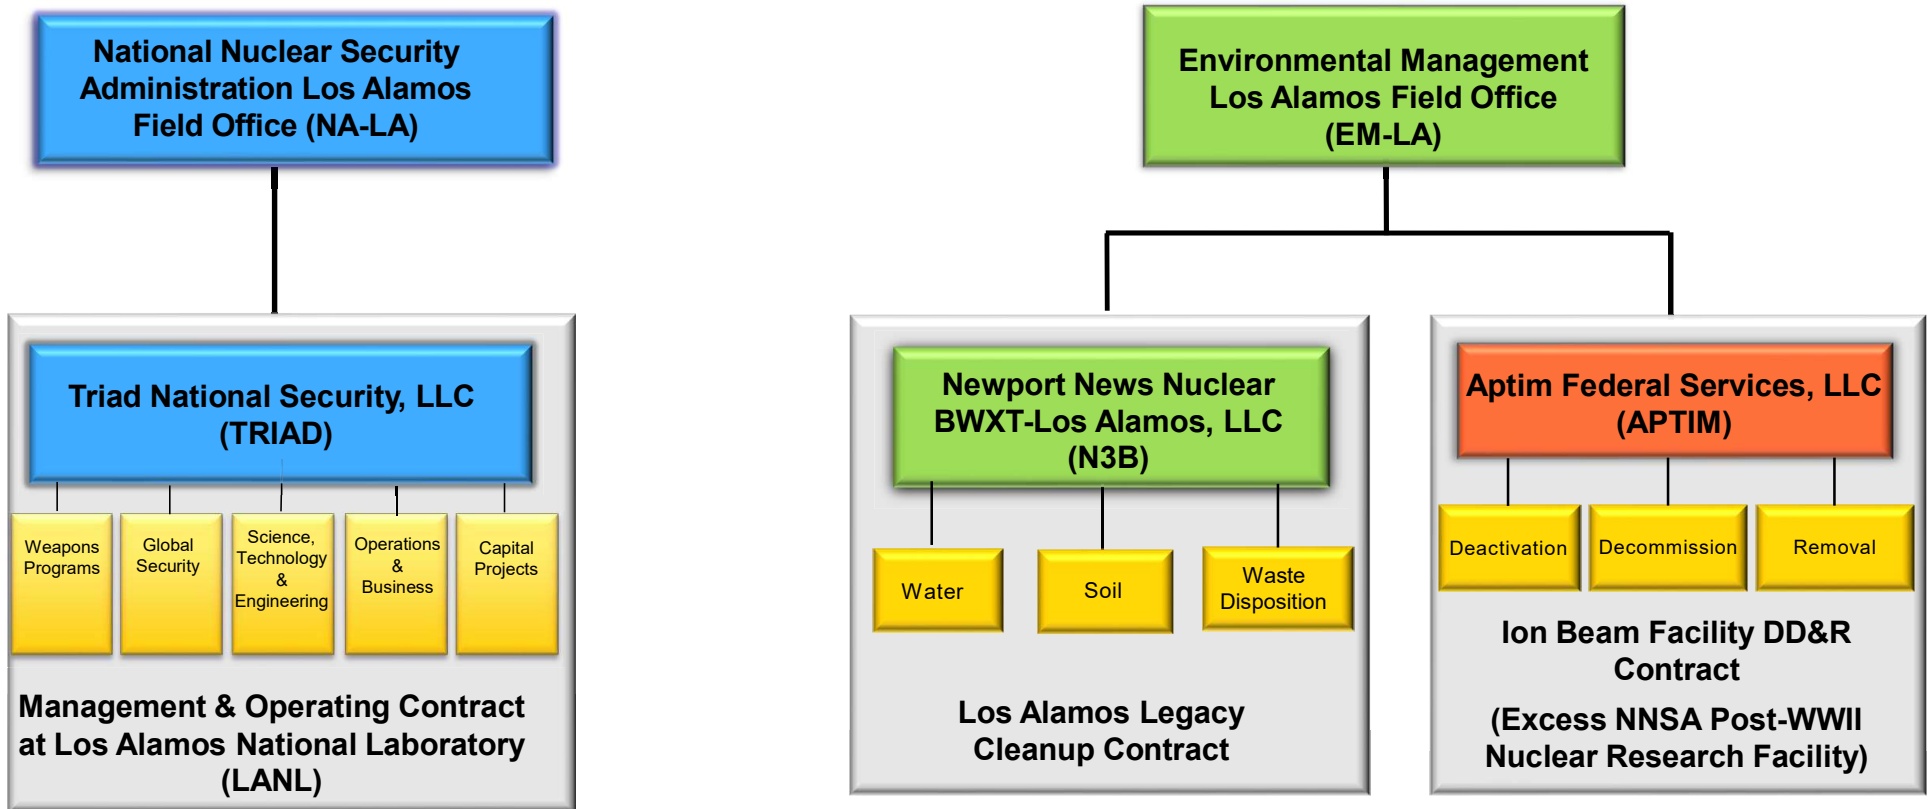 National Nuclear Security
Administration Los Alamos
Field Office (NA-LA)
Environmental Management
Los Alamos Field Office
(EM-LA)
Triad National Security, LLC
(TRIAD)
Weapons
Programs
Global
Security
Science,
Technology
&
Engineering
Operations
&
Business
Capital
Projects
Management & Operating Contract
at Los Alamos National Laboratory
(LANL)
Newport News Nuclear
BWXT-Los Alamos, LLC
(N3B)
Water
Soil
Waste
Disposition
Los Alamos Legacy
Cleanup Contract
Aptim Federal Services, LLC
(APTIM)
Deactivation
Decommission
Removal
Ion Beam Facility DD&R
Contract
(Excess NNSA Post-WWII
Nuclear Research Facility)